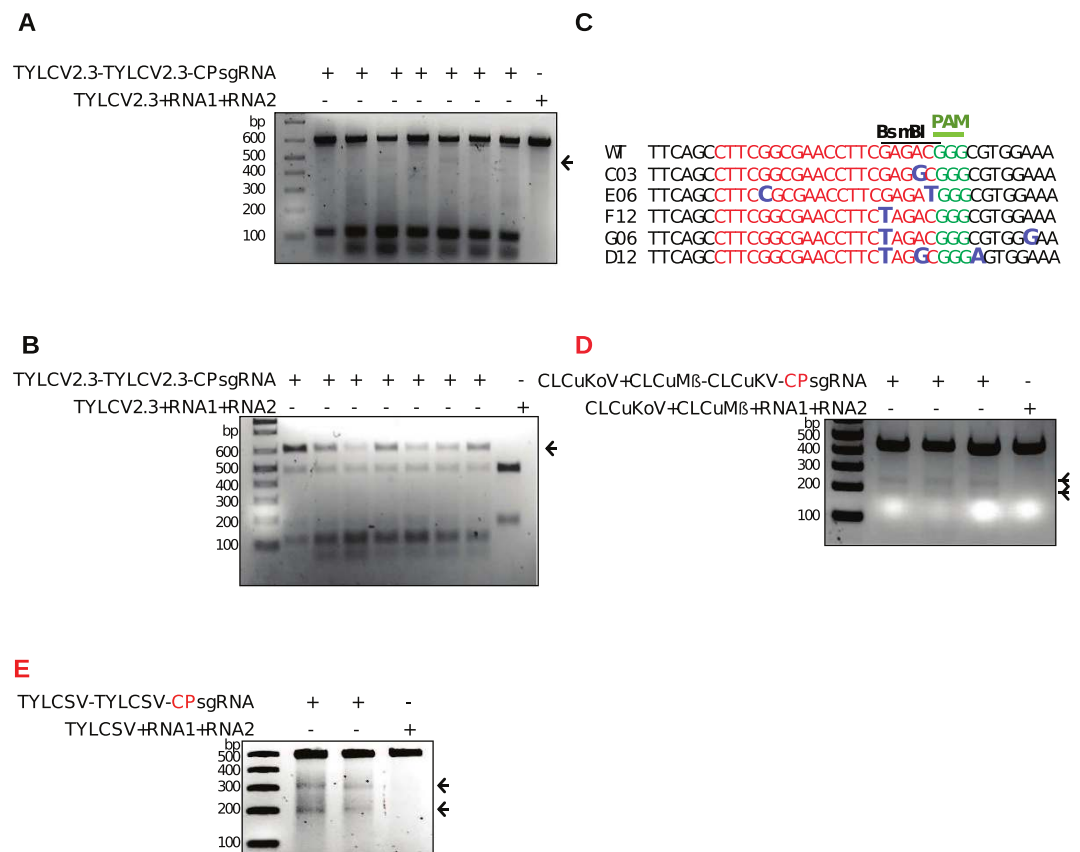 A
TYLCV2.3-TYLCV2.3-CPsgRNA + + + + + + + -
TYLCV2.3+RNA1+RNA2 - - - - - - - +
bp
600
500
400
300
200
100
B
TYLCV2.3-TYLCV2.3-CPsgRNA + + + + + + + -
TYLCV2.3+RNA1+RNA2 - - - - - - - +
bp
600
500
400
300
200
100
C
PAM
BsmBI
WT TTCAGCCTTCGGCGAACCTTCGAGACGGGCGTGGAAA
C03 TTCAGCCTTCGGCGAACCTTCGAGGCGGGCGTGGAAA
E06 TTCAGCCTTCCGCGAACCTTCGAGATGGGCGTGGAAA
F12 TTCAGCCTTCGGCGAACCTTCTAGACGGGCGTGGAAA
G06 TTCAGCCTTCGGCGAACCTTCTAGACGGGCGTGGGAA
D12 TTCAGCCTTCGGCGAACCTTCTAGGCGGGAGTGGAAA
D
CLCuKoV+CLCuMß-CLCuKV-CPsgRNA + + + -
CLCuKoV+CLCuMß+RNA1+RNA2 - - - +
bp
500
400
300
200
100
E
TYLCSV-TYLCSV-CPsgRNA + + -
TYLCSV+RNA1+RNA2 - - +
bp
500
400
300
200
100